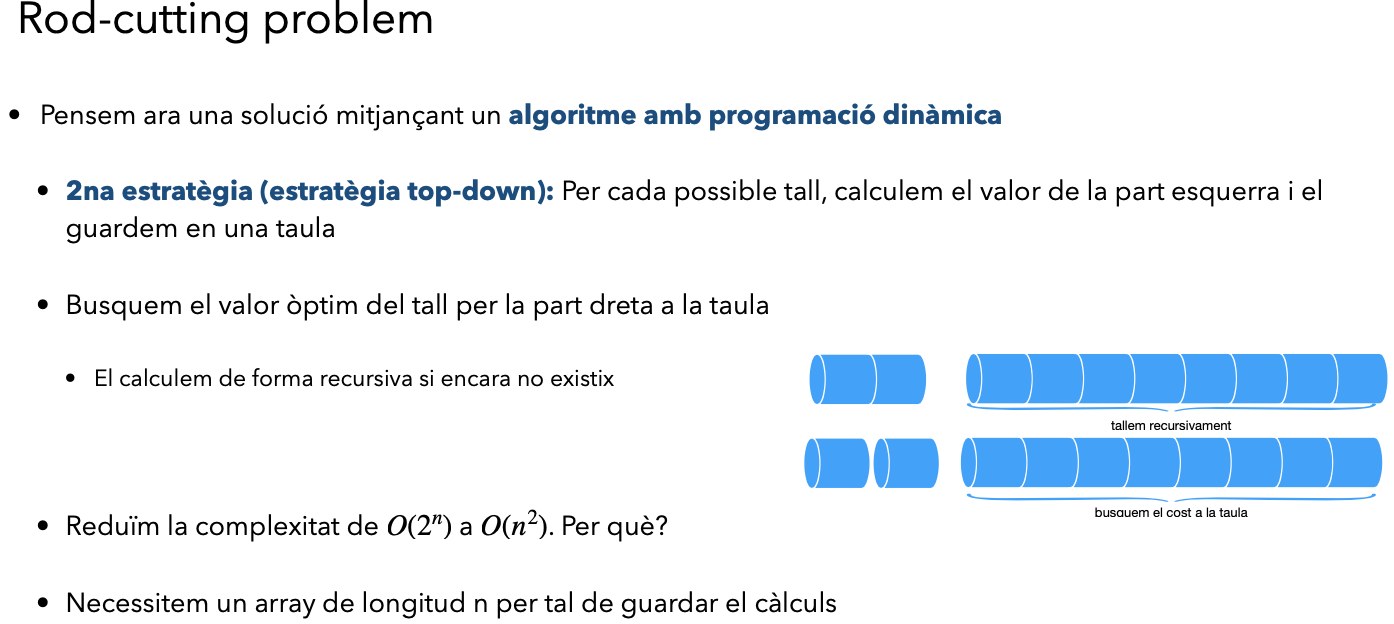 Rod-cutting problem
• Pensem ara una solució mitjançant un algoritme amb programació dinàmica
• 2na estratègia (estratègia top-down): Per cada possible tall, calculem el valor de la part esquerra i el
guardem en una taula
• Busquem el valor òptim del tall per la part dreta a la taula
• El calculem de forma recursiva si encara no existix
tallem recursivament
busquem el cost a la taula
• Reduïm la complexitat de O(2ⁿ) a O(n²). Per què?
• Necessitem un array de longitud n per tal de guardar el càlculs